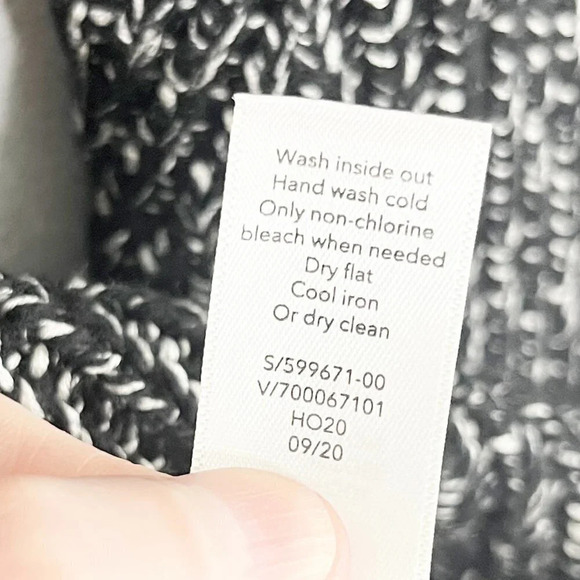 Wash inside out
Hand wash cold
Only non-chlorine
bleach when needed
Dry flat
Cool iron
Or dry clean
S/599671-00
V/700067101
HO20
09/20